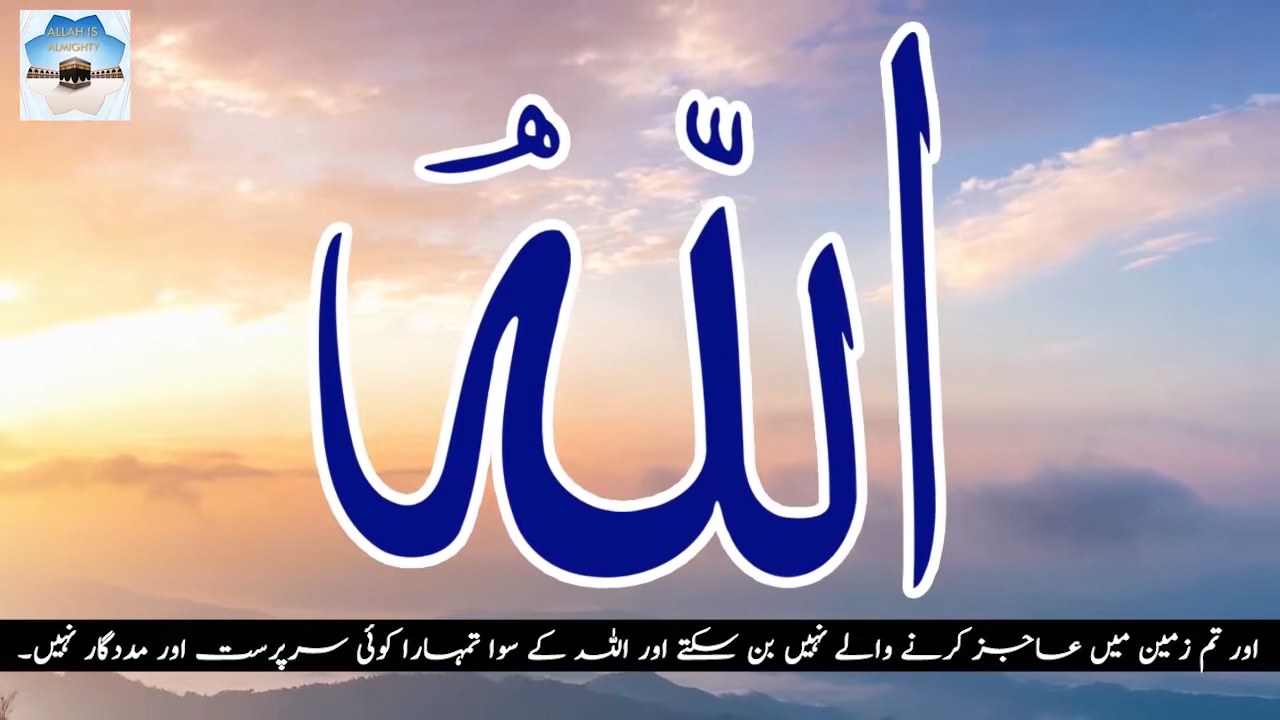 ALLAH IS
ALMIGHTY
اللّٰهُ
اور تم زمین میں عاجز کرنے والے نہیں بن سکتے اور اللہ کے سوا تمہارا کوئی سرپرست اور مددگار نہیں۔